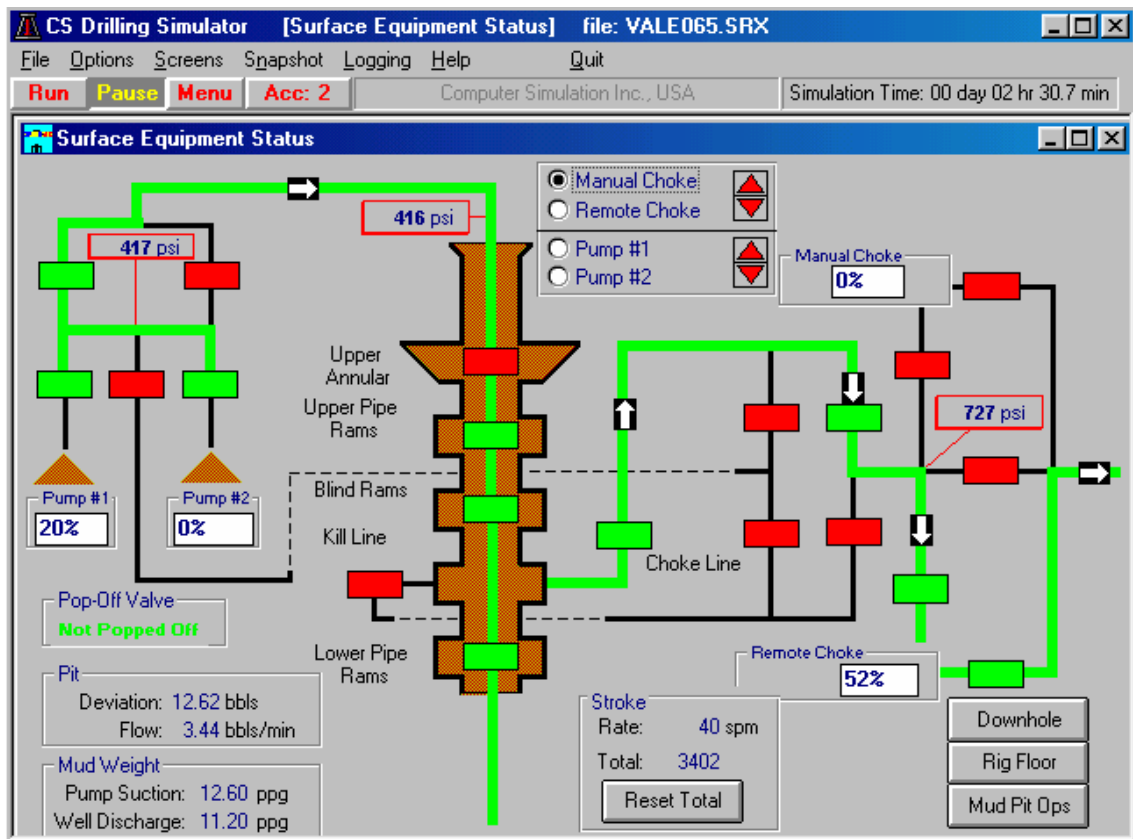 CS Drilling Simulator [Surface Equipment Status] file: VALE065.SRX
File Options Screens Snapshot Logging Help Quit
Run Pause Menu Acc: 2 Computer Simulation Inc., USA Simulation Time: 00 day 02 hr 30.7 min
Surface Equipment Status
Manual Choke
Remote Choke
Pump #1
Pump #2
416 psi
417 psi
Manual Choke
0%
Upper
Annular
Upper Pipe
Rams
727 psi
Blind Rams
Pump #1
20%
Pump #2
0%
Kill Line
Choke Line
Pop-Off Valve
Not Popped Off
Lower Pipe
Rams
Remote Choke
52%
Pit
Deviation: 12.62 bbls
Flow: 3.44 bbls/min
Stroke
Rate: 40 spm
Total: 3402
Reset Total
Downhole
Rig Floor
Mud Pit Ops
Mud Weight
Pump Suction: 12.60 ppg
Well Discharge: 11.20 ppg